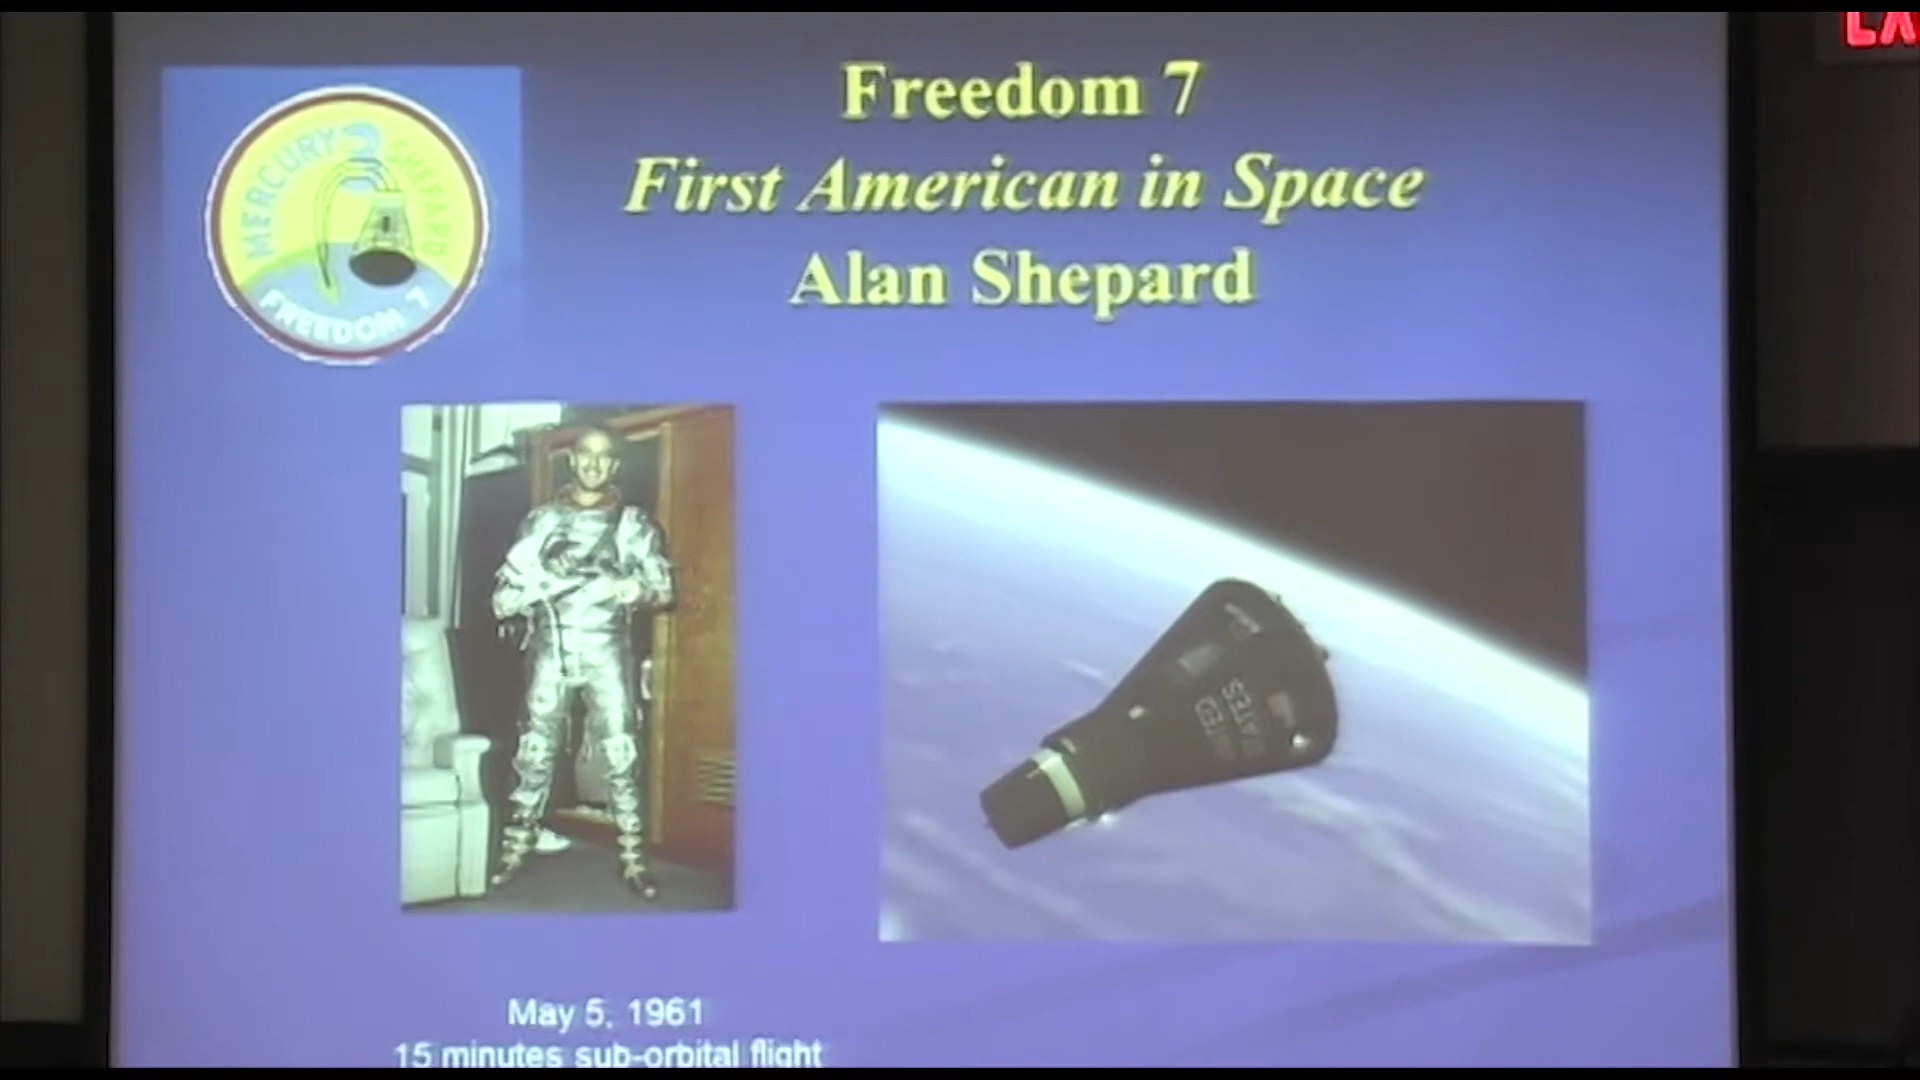 Freedom 7
First American in Space
Alan Shepard
MERCURY SHEPARD
FREEDOM 7
STATES
May 5, 1961
15 minutes sub-orbital flight